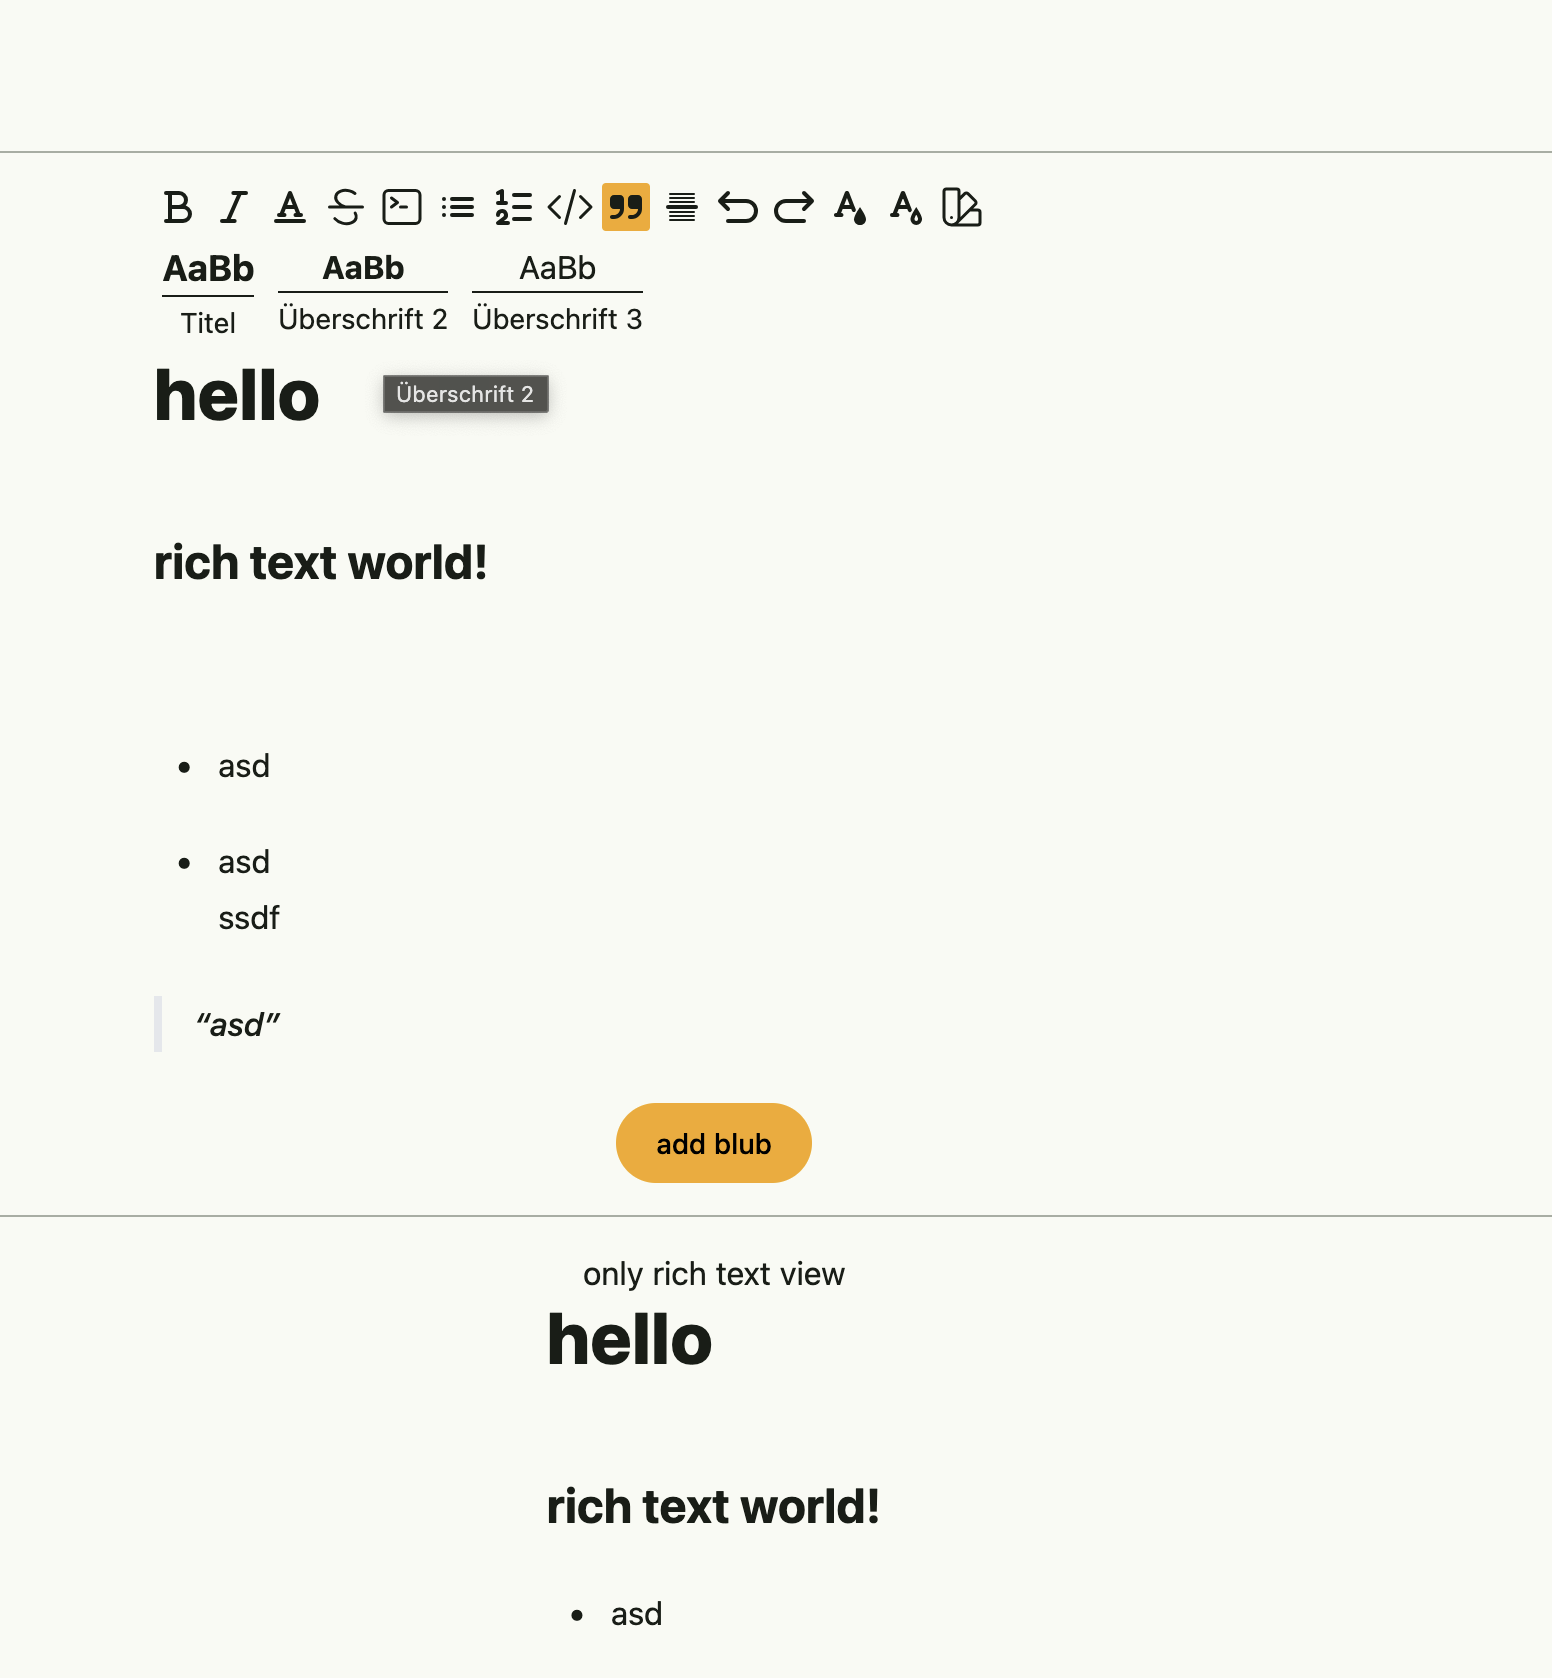 AaBb AaBb AaBb
Titel Überschrift 2 Überschrift 3
hello
Überschrift 2
rich text world!
• asd
• asd
ssdf
“asd”
add blub
only rich text view
hello
rich text world!
• asd